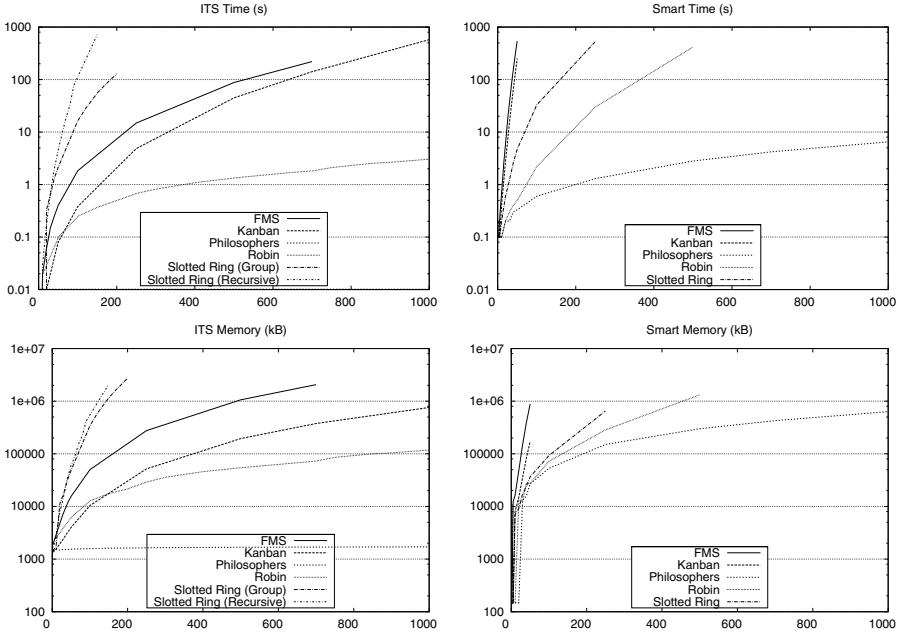 ITS Time (s)
1000
100
10
1
0.1
0.01
0
200
400
600
800
1000
FMS
Kanban
Philosophers
Robin
Slotted Ring (Group)
Slotted Ring (Recursive)
Smart Time (s)
1000
100
10
1
0.1
0.01
0
200
400
600
800
1000
FMS
Kanban
Philosophers
Robin
Slotted Ring
ITS Memory (kB)
1e+07
1e+06
100000
10000
1000
100
0
200
400
600
800
1000
FMS
Kanban
Philosophers
Robin
Slotted Ring (Group)
Slotted Ring (Recursive)
Smart Memory (kB)
1e+07
1e+06
100000
10000
1000
100
0
200
400
600
800
1000
FMS
Kanban
Philosophers
Robin
Slotted Ring